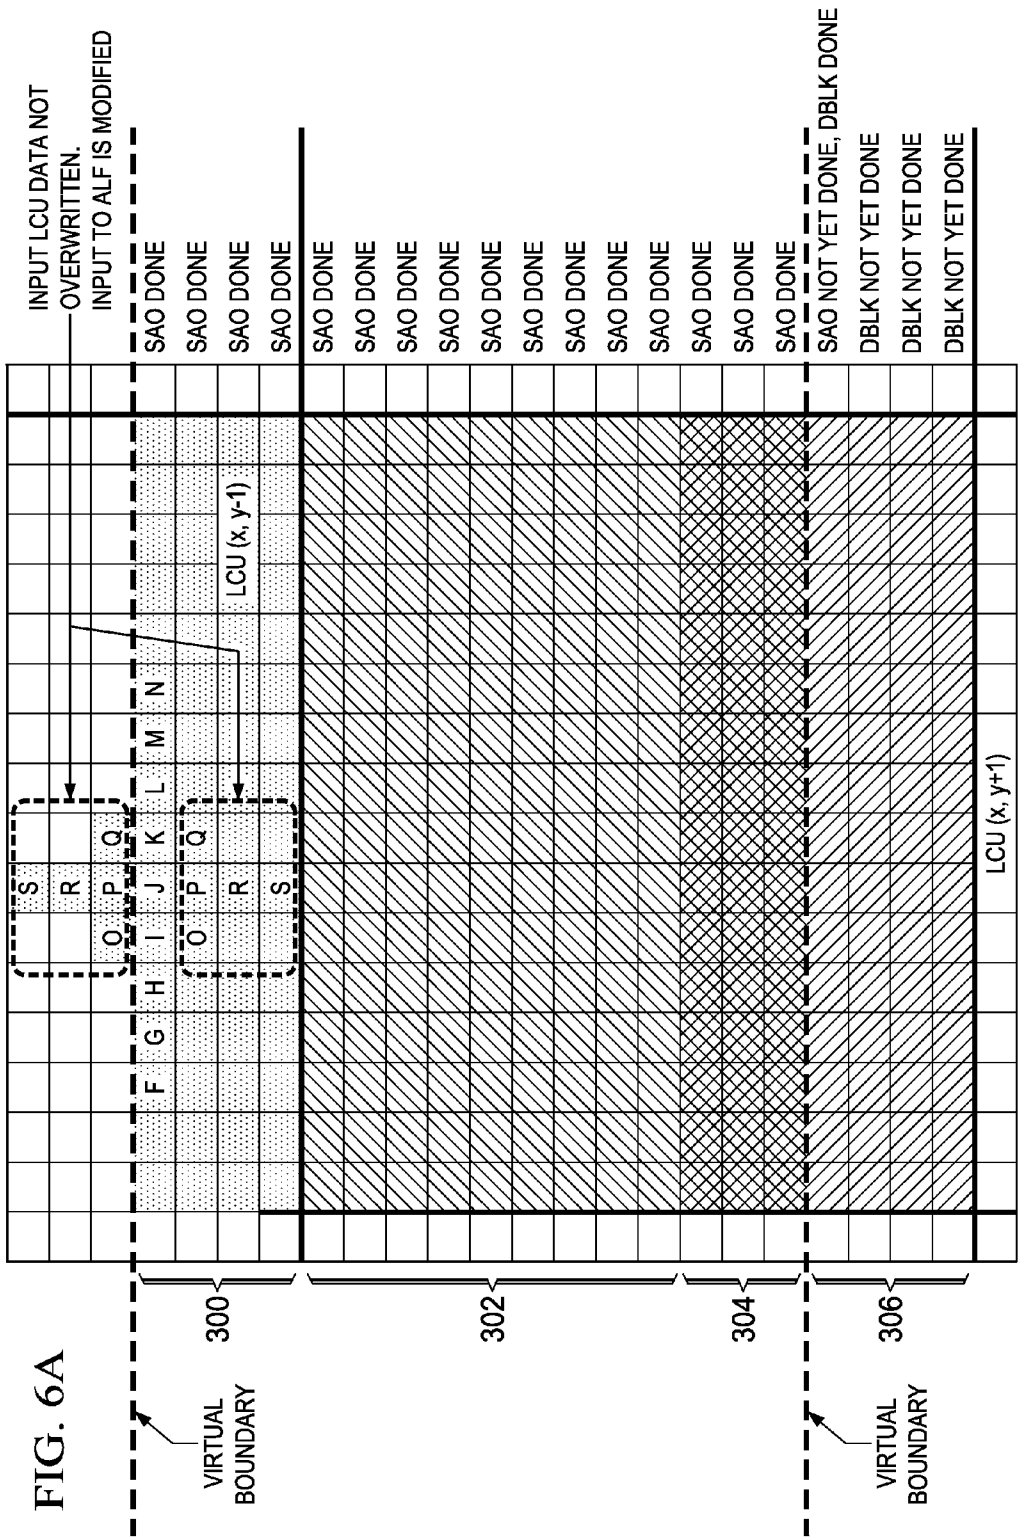 FIG. 6A
INPUT LCU DATA NOT
OVERWRITTEN.
INPUT TO ALF IS MODIFIED
S
R
O P Q
VIRTUAL
BOUNDARY
F G H I J K L M N
SAO DONE
O P Q
SAO DONE
300
R
LCU (x, y-1)
SAO DONE
S
SAO DONE
302
SAO DONE
SAO DONE
SAO DONE
SAO DONE
SAO DONE
SAO DONE
SAO DONE
SAO DONE
SAO DONE
304
SAO DONE
SAO DONE
SAO DONE
VIRTUAL
BOUNDARY
SAO NOT YET DONE, DBLK DONE
306
DBLK NOT YET DONE
DBLK NOT YET DONE
DBLK NOT YET DONE
LCU (x, y+1)